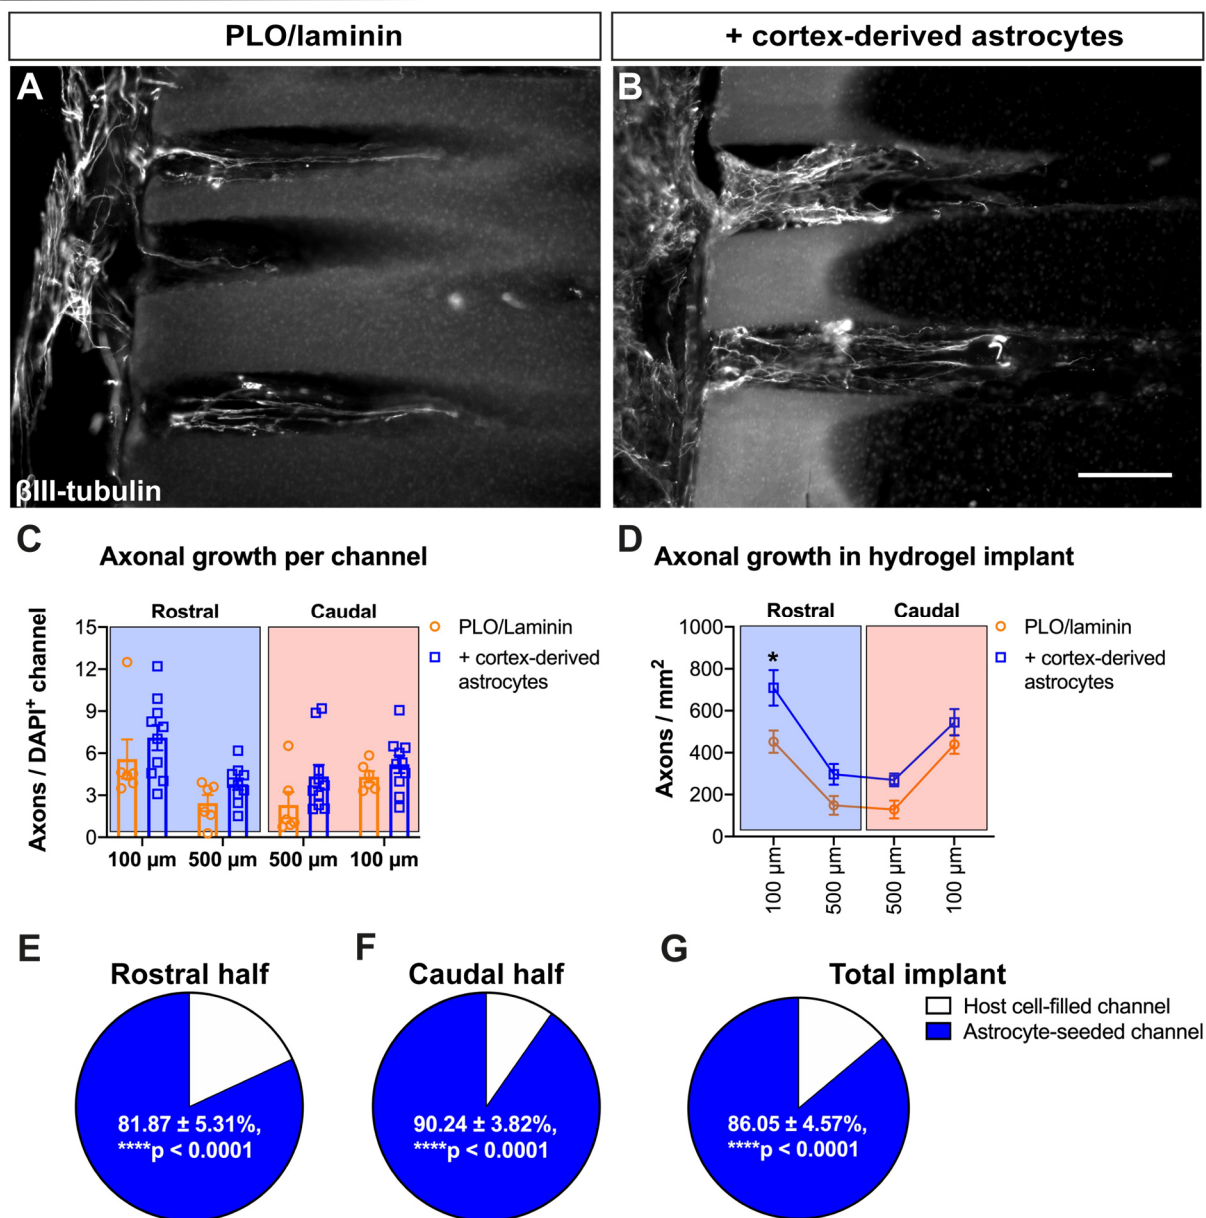 PLO/laminin
+ cortex-derived astrocytes
A
B
βIII-tubulin
C
Axonal growth per channel
Axons / DAPI+ channel
Rostral
Caudal
15
12
9
6
3
0
100 µm
500 µm
500 µm
100 µm
PLO/Laminin
+ cortex-derived
astrocytes
D
Axonal growth in hydrogel implant
Axons / mm2
Rostral
Caudal
1000
800
600
400
200
0
*
100 µm
500 µm
500 µm
100 µm
PLO/laminin
+ cortex-derived
astrocytes
E
Rostral half
81.87 ± 5.31%,
****p < 0.0001
F
Caudal half
90.24 ± 3.82%,
****p < 0.0001
G
Total implant
86.05 ± 4.57%,
****p < 0.0001
Host cell-filled channel
Astrocyte-seeded channel